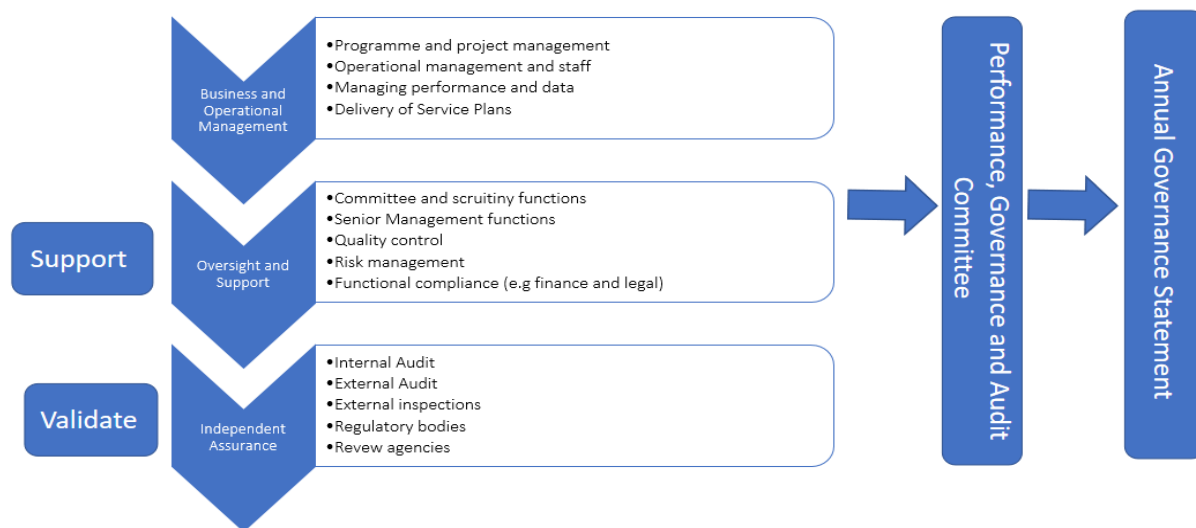 Business and
Operational
Management
•Programme and project management
•Operational management and staff
•Managing performance and data
•Delivery of Service Plans
Support
Oversight and
Support
•Committee and scrutiny functions
•Senior Management functions
•Quality control
•Risk management
•Functional compliance (e.g finance and legal)
Validate
Independent
Assurance
•Internal Audit
•External Audit
•External inspections
•Regulatory bodies
•Revew agencies
Performance, Governance and Audit
Committee
Annual Governance Statement